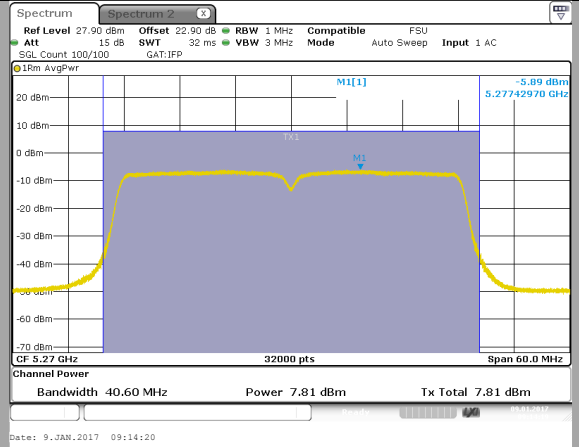 Spectrum Spectrum 2 X
Ref Level 27.90 dBm Offset 22.90 dB RBW 1 MHz Compatible FSU
Att 15 dB SWT 32 ms VBW 3 MHz Mode Auto Sweep Input 1 AC
SGL Count 100/100 GAT:IFP
1Rm AvgPwr
M1[1] -5.89 dBm
5.27742970 GHz
20 dBm
10 dBm
TX1
0 dBm
M1
-10 dBm
-20 dBm
-30 dBm
-40 dBm
-50 dBm
-60 dBm
-70 dBm
CF 5.27 GHz 32000 pts Span 60.0 MHz
Channel Power
Bandwidth 40.60 MHz Power 7.81 dBm Tx Total 7.81 dBm
Ready 09.01.2017
Date: 9.JAN.2017 09:14:20